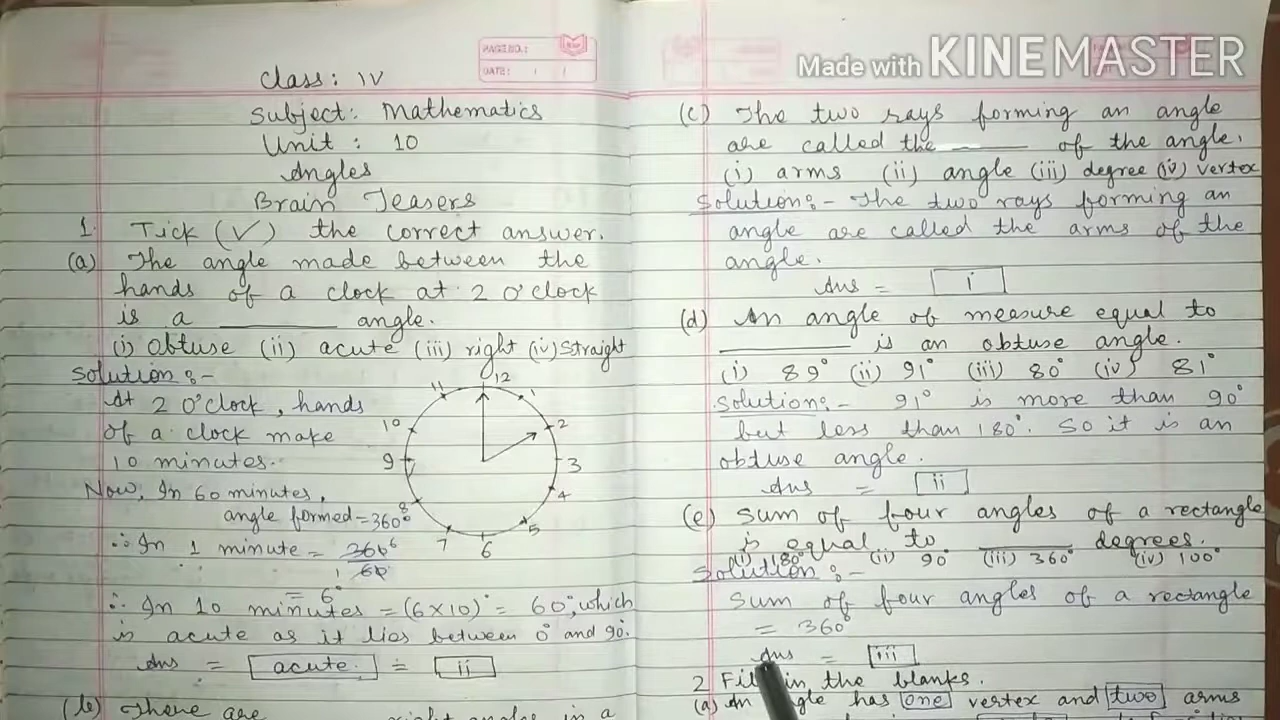 PAGE NO.:
DATE: / /
Class: IV
Subject: Mathematics
Unit : 10
Angles
Brain Teasers
1. Tick (√) the correct answer.
(a) The angle made between the
hands of a clock at 2 O'clock
is a ________ angle.
(i) obtuse (ii) acute (iii) right (iv) straight
Solution :-
At 2 O'clock, hands
of a clock make
10 minutes.
Now, In 60 minutes,
angle formed = 360°
∴ In 1 minute = 360 6
1 60
= 6°
∴ In 10 minutes = (6×10)° = 60°, which
is acute as it lies between 0° and 90°.
Ans = acute = ii
(b) There are ________ right angles in a
12
1
2
3
4
5
6
7
8
9
10
11
Made with KINEMASTER
(c) The two rays forming an angle
are called the ________ of the angle.
(i) arms (ii) angle (iii) degree (iv) vertex
Solution:- The two rays forming an
angle are called the arms of the
angle.
Ans = i
(d) An angle of measure equal to
________ is an obtuse angle.
(i) 89° (ii) 91° (iii) 80° (iv) 81°
Solution:- 91° is more than 90°
but less than 180°. So it is an
obtuse angle.
Ans = ii
(e) Sum of four angles of a rectangle
is equal to ________ degrees.
(i) 180° (ii) 90° (iii) 360° (iv) 100°
Solution :-
Sum of four angles of a rectangle
= 360°
Ans = iii
2 Fill in the blanks.
(a) An angle has one vertex and two arms